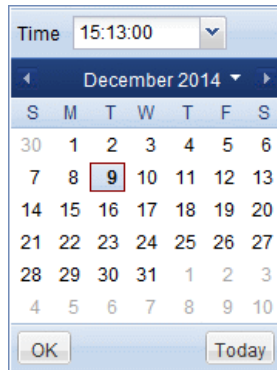 Time 15:13:00
December 2014
S M T W T F S
30 1 2 3 4 5 6
7 8 9 10 11 12 13
14 15 16 17 18 19 20
21 22 23 24 25 26 27
28 29 30 31 1 2 3
4 5 6 7 8 9 10
OK Today